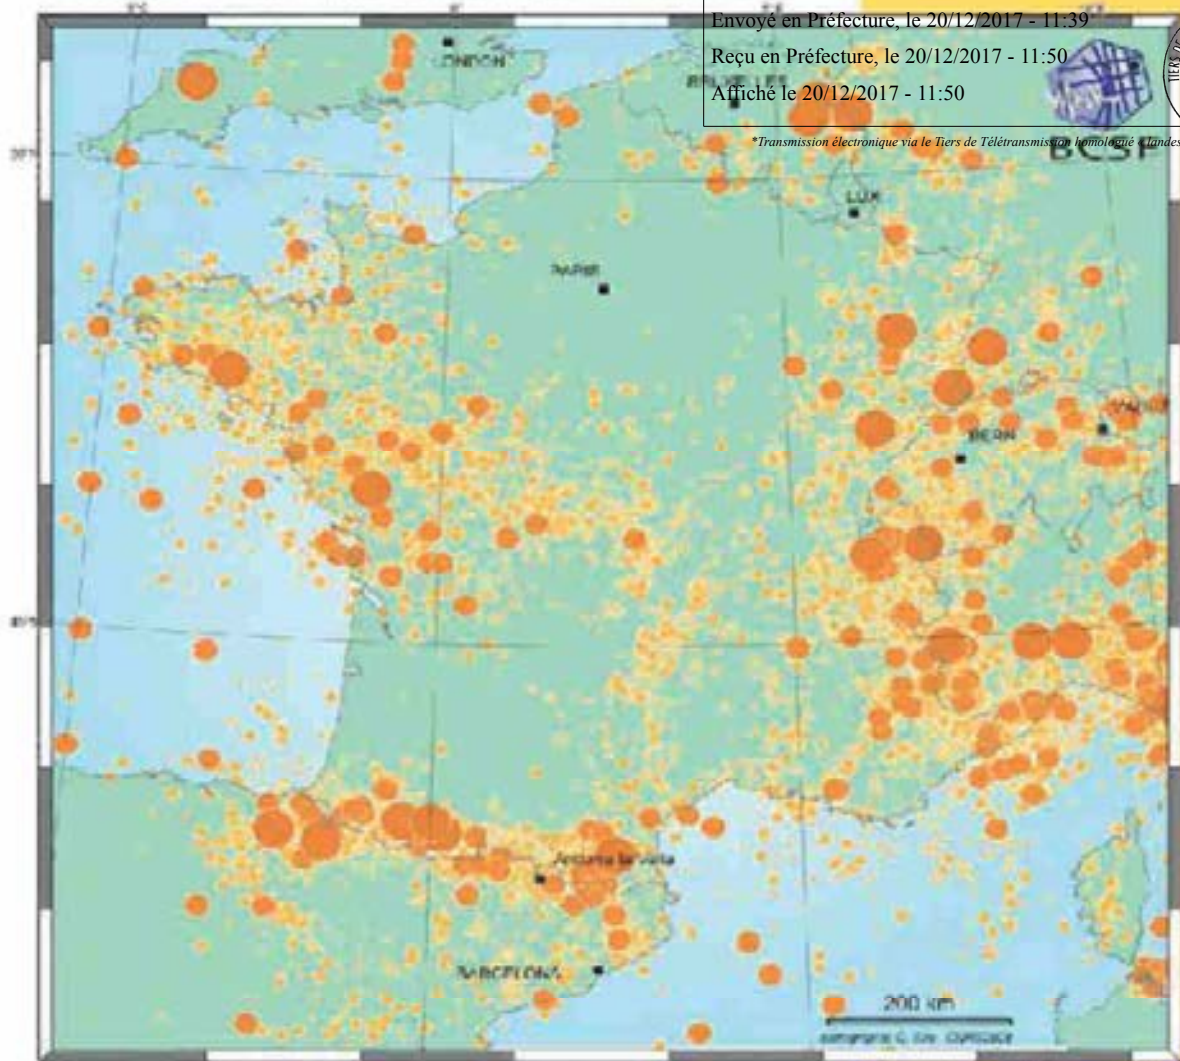 Envoyé en Préfecture, le 20/12/2017 - 11:39
Reçu en Préfecture, le 20/12/2017 - 11:50
Affiché le 20/12/2017 - 11:50
*Transmission électronique via le Tiers de Télétransmission homologué
BCSF
LONDON
BRUXELLES
LUX
PARIS
BERN
Andorra la Vella
BARCELONA
200 km